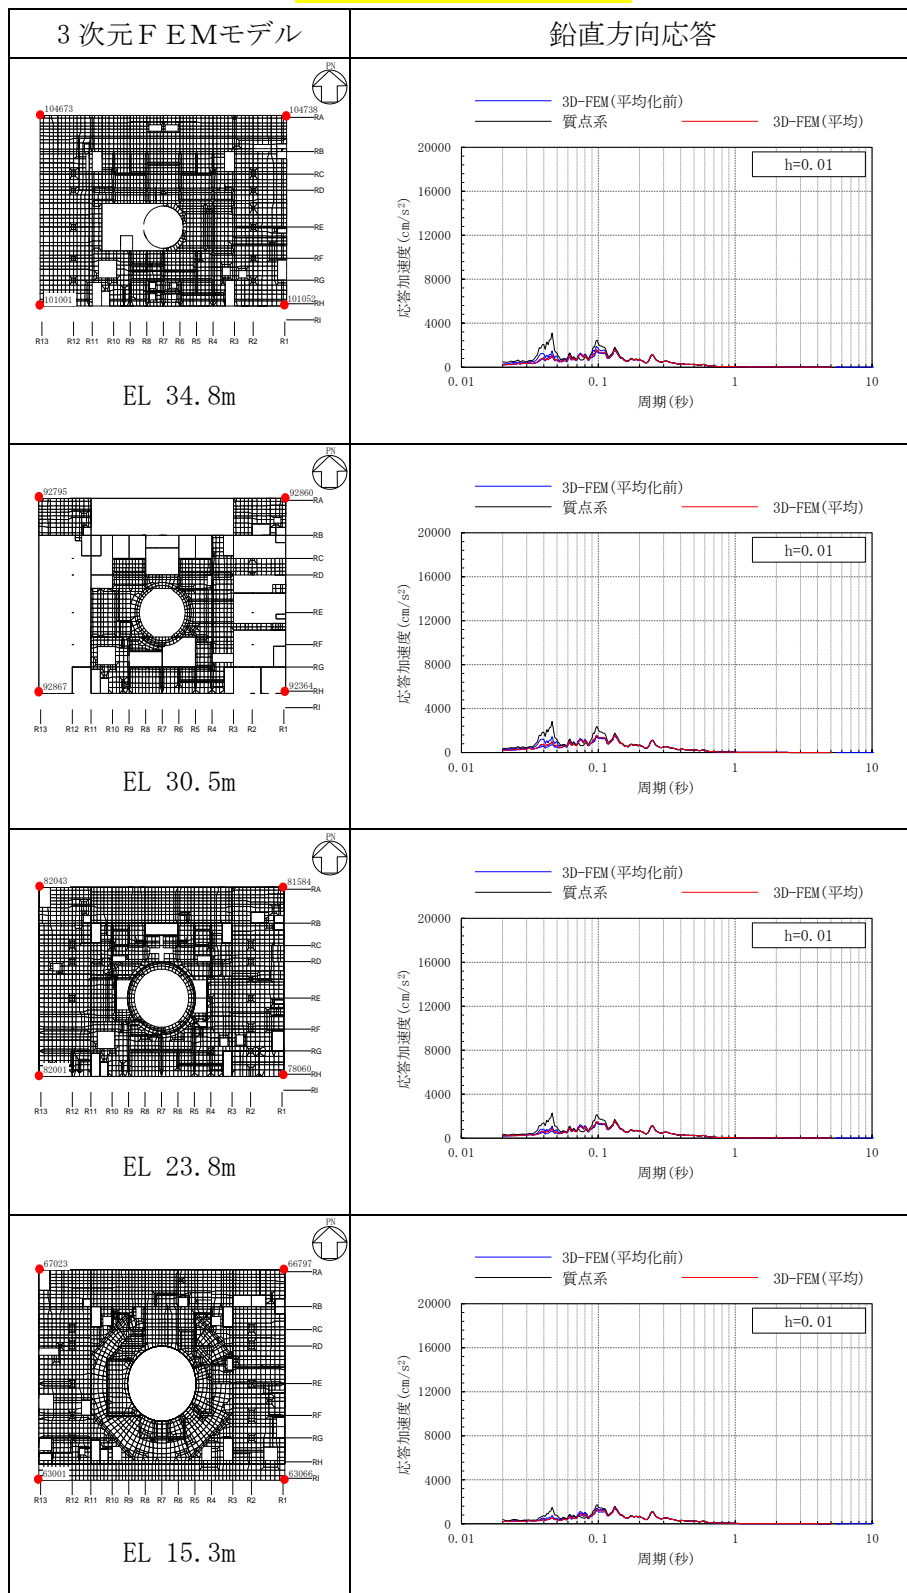 3次元ＦＥＭモデル
鉛直方向応答
PN
104673
104738
RA
RB
RC
RD
RE
RF
RG
101001
101052
RH
RI
R13 R12 R11 R10 R9 R8 R7 R6 R5 R4 R3 R2 R1
EL 34.8m
3D-FEM(平均化前)
質点系
3D-FEM(平均)
20000
h=0.01
16000
12000
8000
4000
0
応答加速度(cm/s²)
0.01 0.1 1 10
周期(秒)
PN
92795
92860
RA
RB
RC
RD
RE
RF
RG
92867
92364
RH
RI
R13 R12 R11 R10 R9 R8 R7 R6 R5 R4 R3 R2 R1
EL 30.5m
3D-FEM(平均化前)
質点系
3D-FEM(平均)
20000
h=0.01
16000
12000
8000
4000
0
応答加速度(cm/s²)
0.01 0.1 1 10
周期(秒)
PN
82043
81584
RA
RB
RC
RD
RE
RF
RG
82001
78060
RH
RI
R13 R12 R11 R10 R9 R8 R7 R6 R5 R4 R3 R2 R1
EL 23.8m
3D-FEM(平均化前)
質点系
3D-FEM(平均)
20000
h=0.01
16000
12000
8000
4000
0
応答加速度(cm/s²)
0.01 0.1 1 10
周期(秒)
PN
67023
66797
RA
RB
RC
RD
RE
RF
RG
RH
63001
63066
RI
R13 R12 R11 R10 R9 R8 R7 R6 R5 R4 R3 R2 R1
EL 15.3m
3D-FEM(平均化前)
質点系
3D-FEM(平均)
20000
h=0.01
16000
12000
8000
4000
0
応答加速度(cm/s²)
0.01 0.1 1 10
周期(秒)